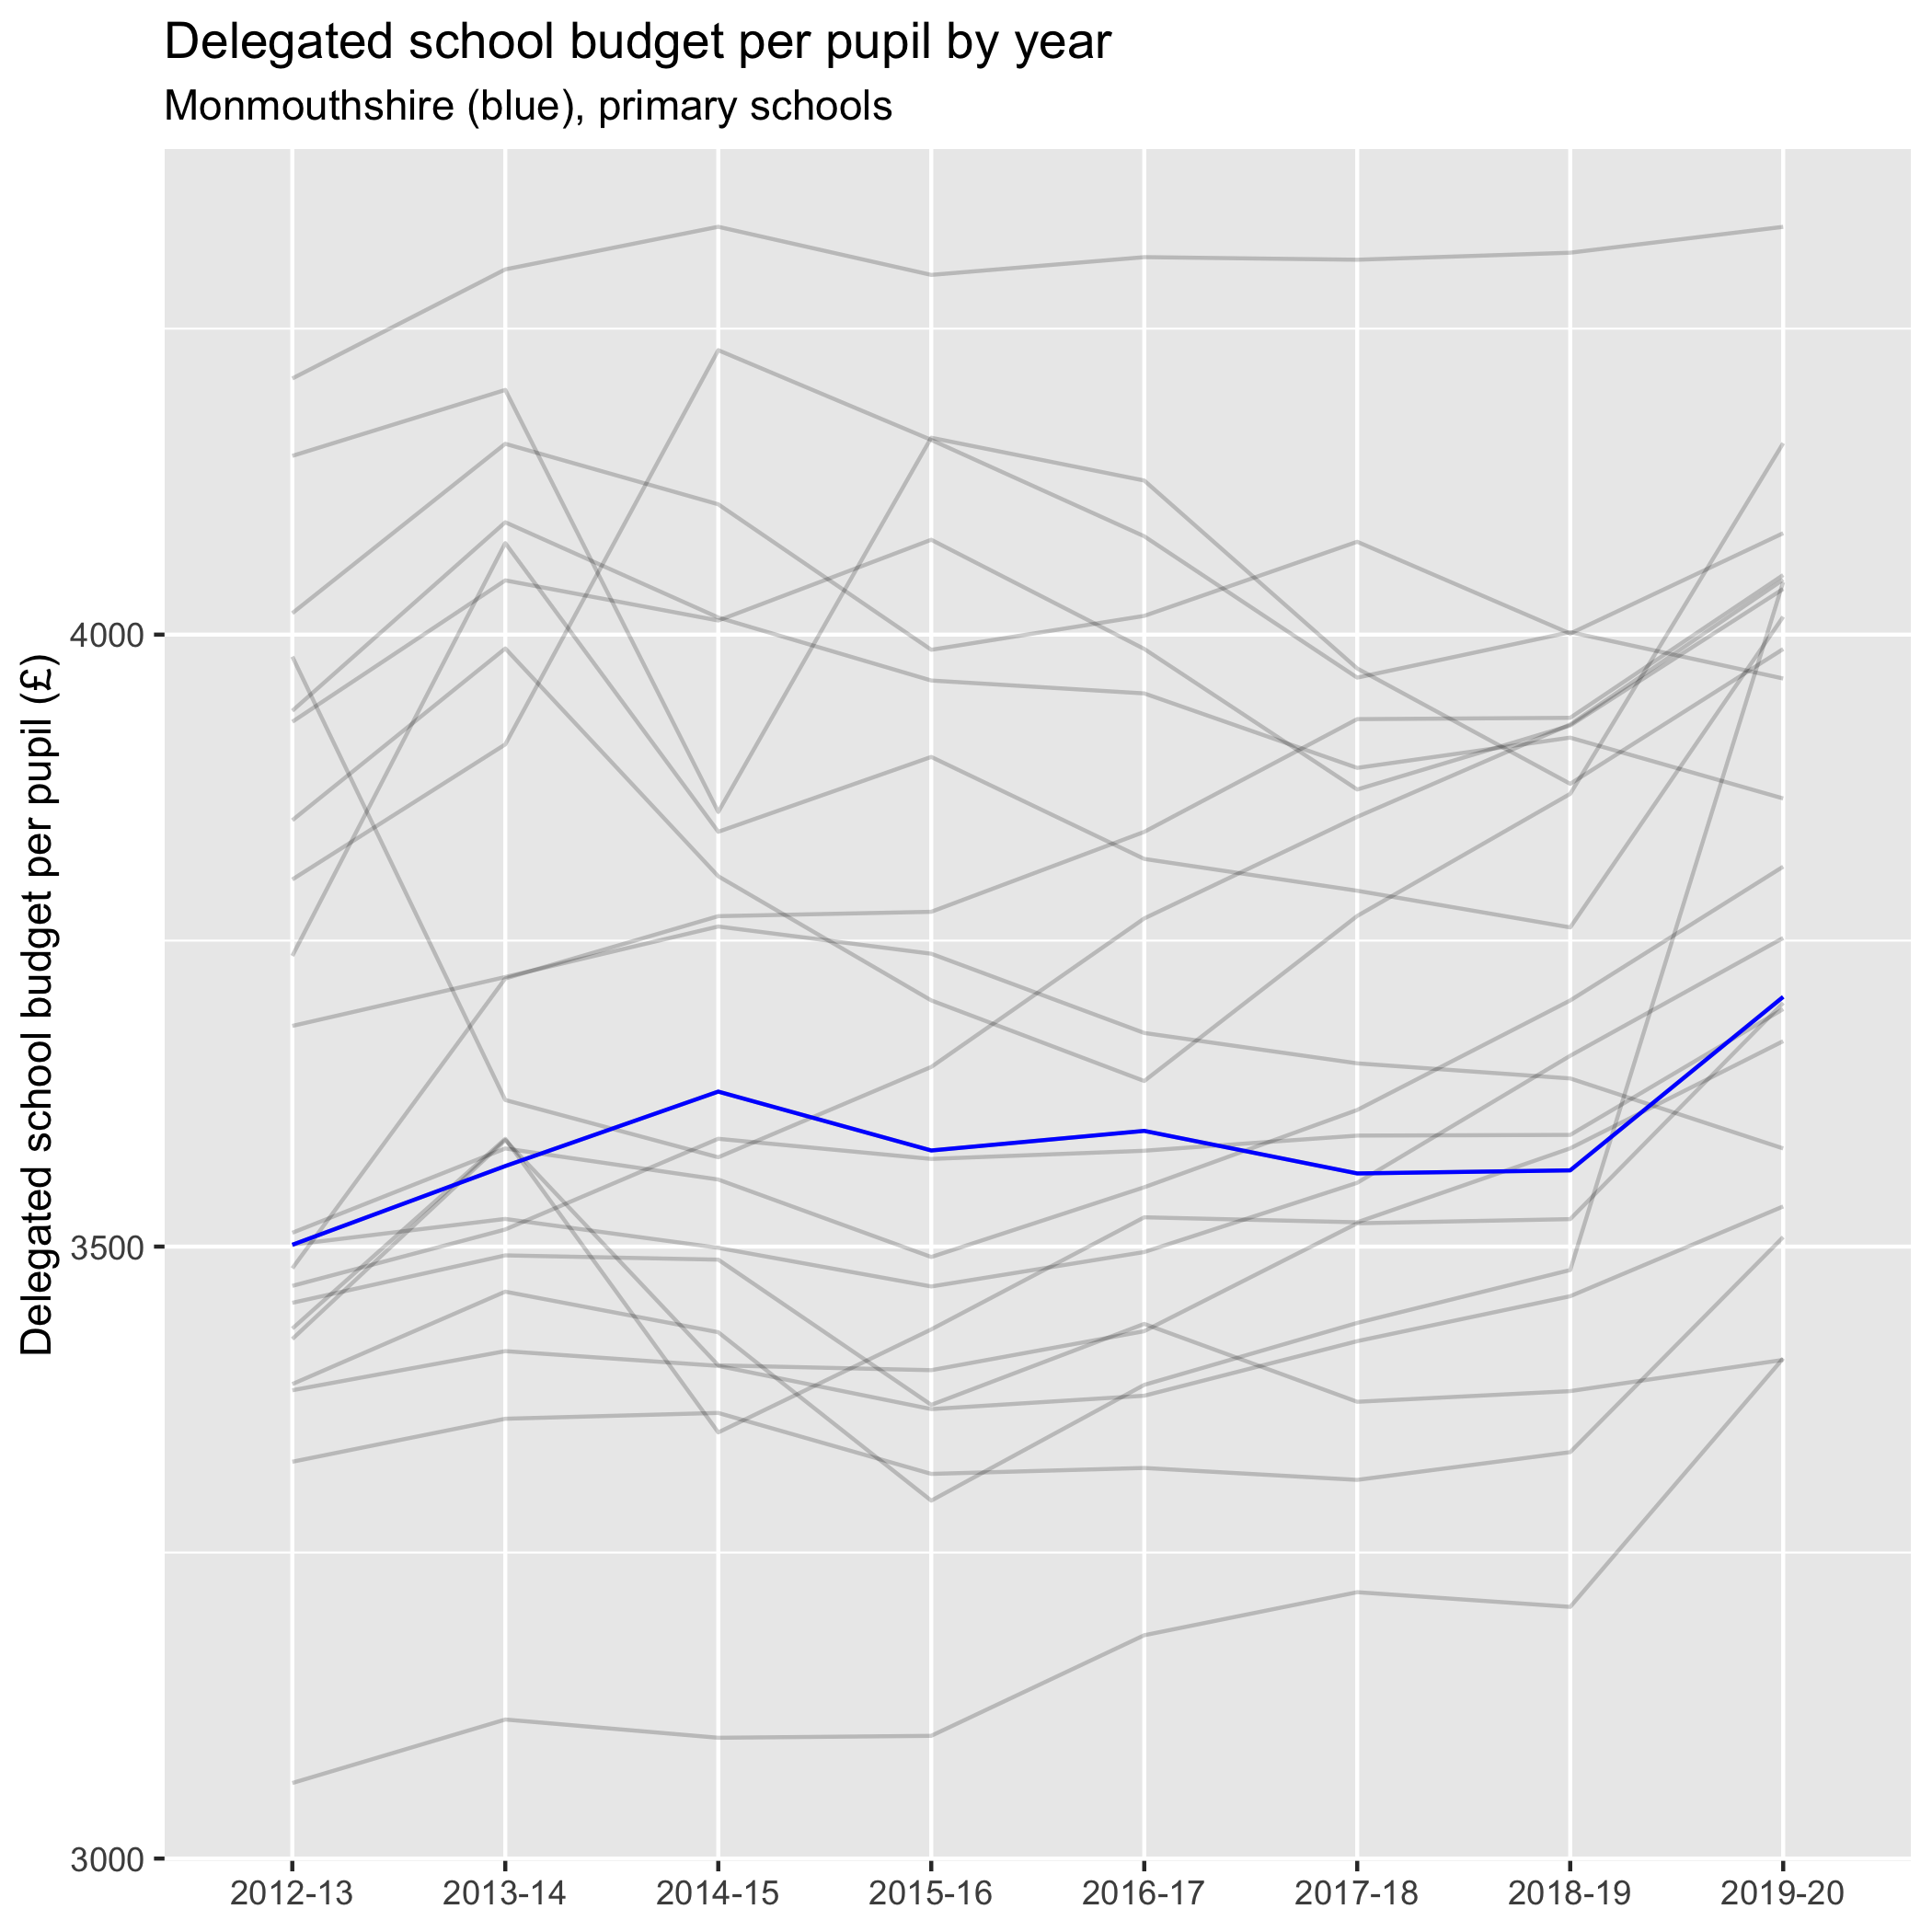 Delegated school budget per pupil by year
Monmouthshire (blue), primary schools
Delegated school budget per pupil (£)
4000
3500
3000
2012-13 2013-14 2014-15 2015-16 2016-17 2017-18 2018-19 2019-20